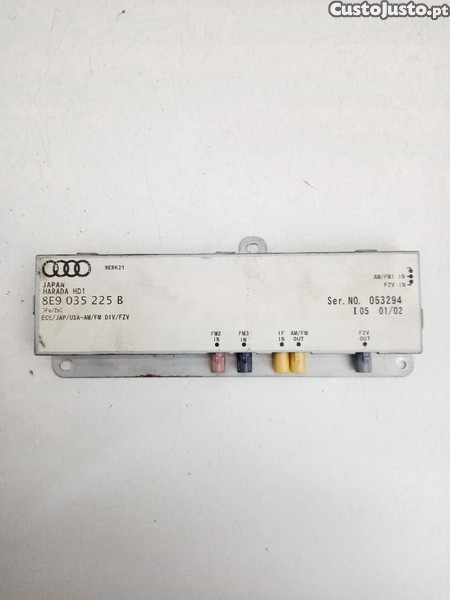 CustoJusto.pt
9ERK21
JAPAN
HARADA HD1
8E9 035 225 B
ECE/JAP/USA-AM/FM DIV/FZV
AM/FM1 IN
FZV IN
Ser. NO. 053294
I05 01/02
FM2 IN
FM3 IN
IF IN
AM/FM OUT
FZV OUT